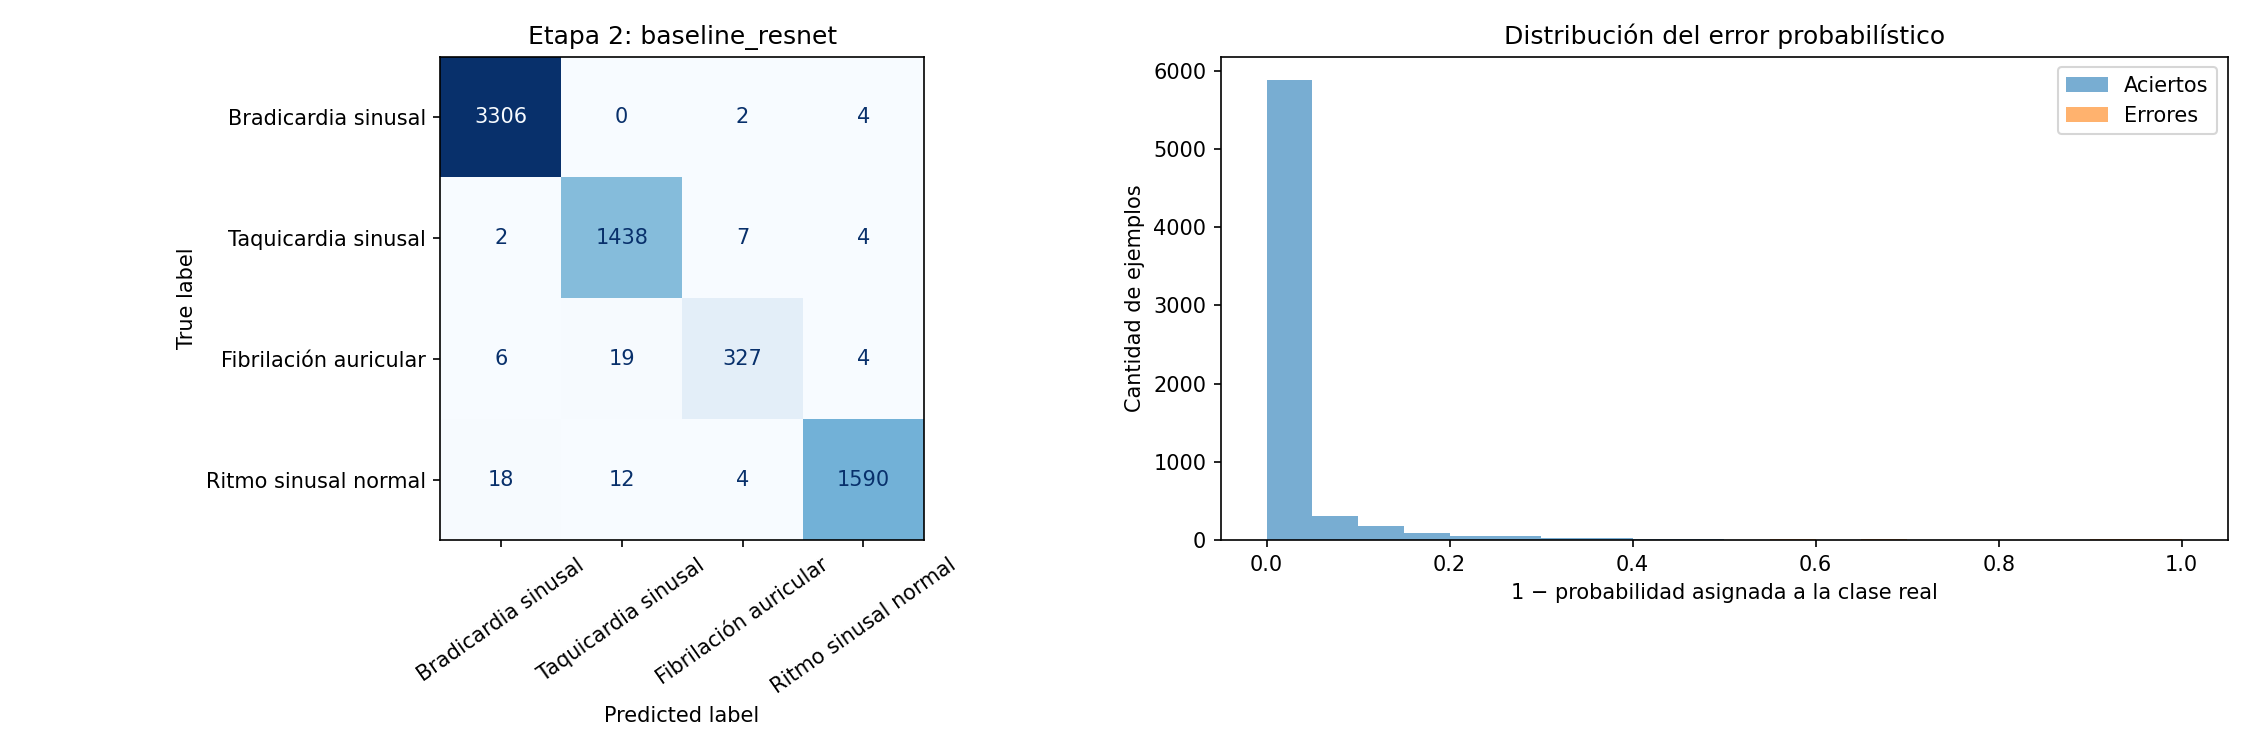 Etapa 2: baseline_resnet
True label
Bradicardia sinusal
3306 0 2 4
Taquicardia sinusal
2 1438 7 4
Fibrilación auricular
6 19 327 4
Ritmo sinusal normal
18 12 4 1590
Bradicardia sinusal
Taquicardia sinusal
Fibrilación auricular
Ritmo sinusal normal
Predicted label
Distribución del error probabilístico
Aciertos
Errores
Cantidad de ejemplos
6000
5000
4000
3000
2000
1000
0
0.0 0.2 0.4 0.6 0.8 1.0
1 − probabilidad asignada a la clase real